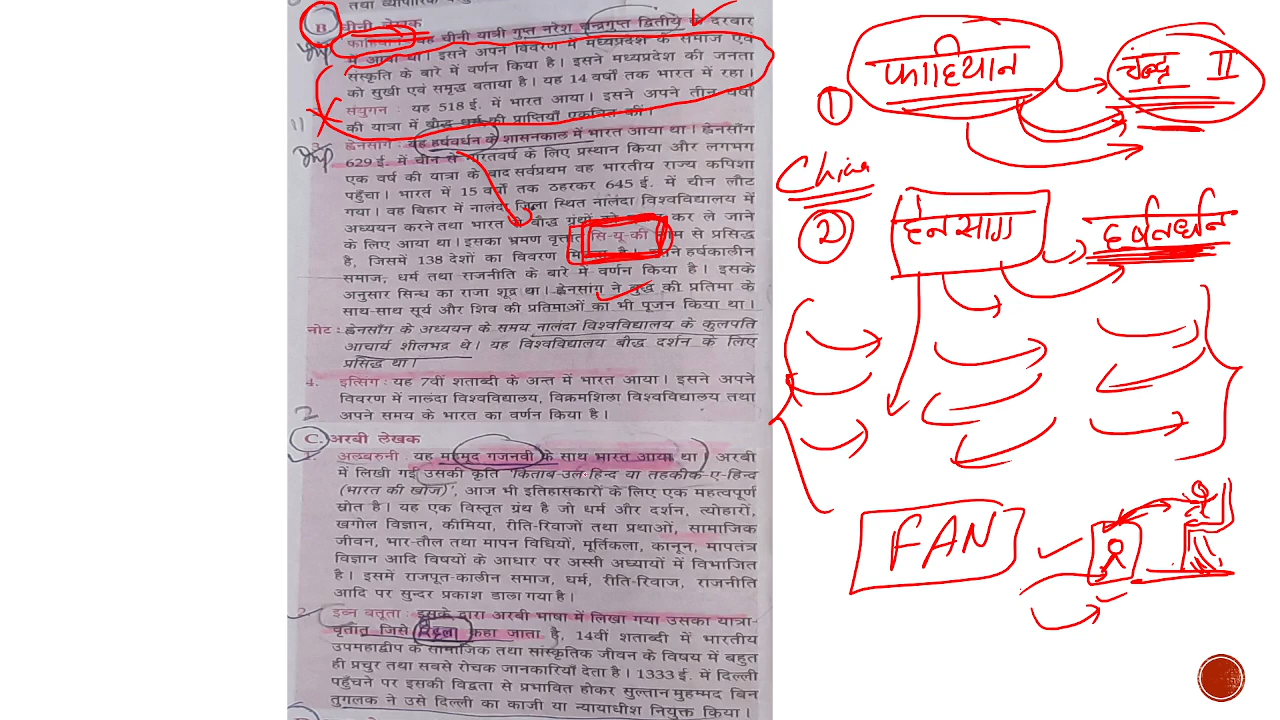 तथा व्यापारिक
B चीनी लेखक
फाहियान : यह चीनी यात्री गुप्त नरेश चन्द्रगुप्त द्वितीय के दरबार
में आया था। इसने अपने विवरण में मध्यप्रदेश के समाज एवं
संस्कृति के बारे में वर्णन किया है। इसने मध्यप्रदेश की जनता
को सुखी एवं समृद्ध बताया है। यह 14 वर्षों तक भारत में रहा।
संयुगन : यह 518 ई. में भारत आया। इसने अपने तीन वर्षों
की यात्रा में बौद्ध धर्म की प्राप्तियाँ एकत्रित कीं।
3. ह्वेनसाँग : यह हर्षवर्धन के शासनकाल में भारत आया था। ह्वेनसाँग
629 ई. में चीन से भारतवर्ष के लिए प्रस्थान किया और लगभग
एक वर्ष की यात्रा के बाद सर्वप्रथम वह भारतीय राज्य कपिशा
पहुँचा। भारत में 15 वर्षों तक ठहरकर 645 ई. में चीन लौट
गया। वह बिहार में नालंदा जिला स्थित नालंदा विश्वविद्यालय में
अध्ययन करने तथा भारत से बौद्ध ग्रंथों को कर ले जाने
के लिए आया था। इसका भ्रमण वृत्तांत सि-यू-की नाम से प्रसिद्ध
है, जिसमें 138 देशों का विवरण है। इसने हर्षकालीन
समाज, धर्म तथा राजनीति के बारे में वर्णन किया है। इसके
अनुसार सिन्ध का राजा शूद्र था। ह्वेनसांग ने बुद्ध की प्रतिमा के
साथ-साथ सूर्य और शिव की प्रतिमाओं का भी पूजन किया था।
नोट : ह्वेनसाँग के अध्ययन के समय नालंदा विश्वविद्यालय के कुलपति
आचार्य शीलभद्र थे। यह विश्वविद्यालय बौद्ध दर्शन के लिए
प्रसिद्ध था।
4. इत्सिंग : यह 7वीं शताब्दी के अन्त में भारत आया। इसने अपने
विवरण में नालंदा विश्वविद्यालय, विक्रमशिला विश्वविद्यालय तथा
अपने समय के भारत का वर्णन किया है।
C. अरबी लेखक
अलबरुनी : यह महमूद गजनवी के साथ भारत आया था। अरबी
में लिखी गई उसकी कृति 'किताब-उल-हिन्द या तहकीक-ए-हिन्द
(भारत की खोज)', आज भी इतिहासकारों के लिए एक महत्वपूर्ण
स्रोत है। यह एक विस्तृत ग्रंथ है जो धर्म और दर्शन, त्योहारों,
खगोल विज्ञान, कीमिया, रीति-रिवाजों तथा प्रथाओं, सामाजिक
जीवन, भार-तौल तथा मापन विधियों, मूर्तिकला, कानून, मापतंत्र
विज्ञान आदि विषयों के आधार पर अस्सी अध्यायों में विभाजित
है। इसमें राजपूत-कालीन समाज, धर्म, रीति-रिवाज, राजनीति
आदि पर सुन्दर प्रकाश डाला गया है।
2. इब्न बतूता : इसके द्वारा अरबी भाषा में लिखा गया उसका यात्रा-
वृतांत जिसे रिहला कहा जाता है, 14वीं शताब्दी में भारतीय
उपमहाद्वीप के सामाजिक तथा सांस्कृतिक जीवन के विषय में बहुत
ही प्रचुर तथा सबसे रोचक जानकारियाँ देता है। 1333 ई. में दिल्ली
पहुँचने पर इसकी विद्वता से प्रभावित होकर सुल्तान मुहम्मद बिन
तुगलक ने उसे दिल्ली का काजी या न्यायाधीश नियुक्त किया।
1 फाहियान चन्द्र II
China
2 हेनसाग हर्षवर्धन
FAN